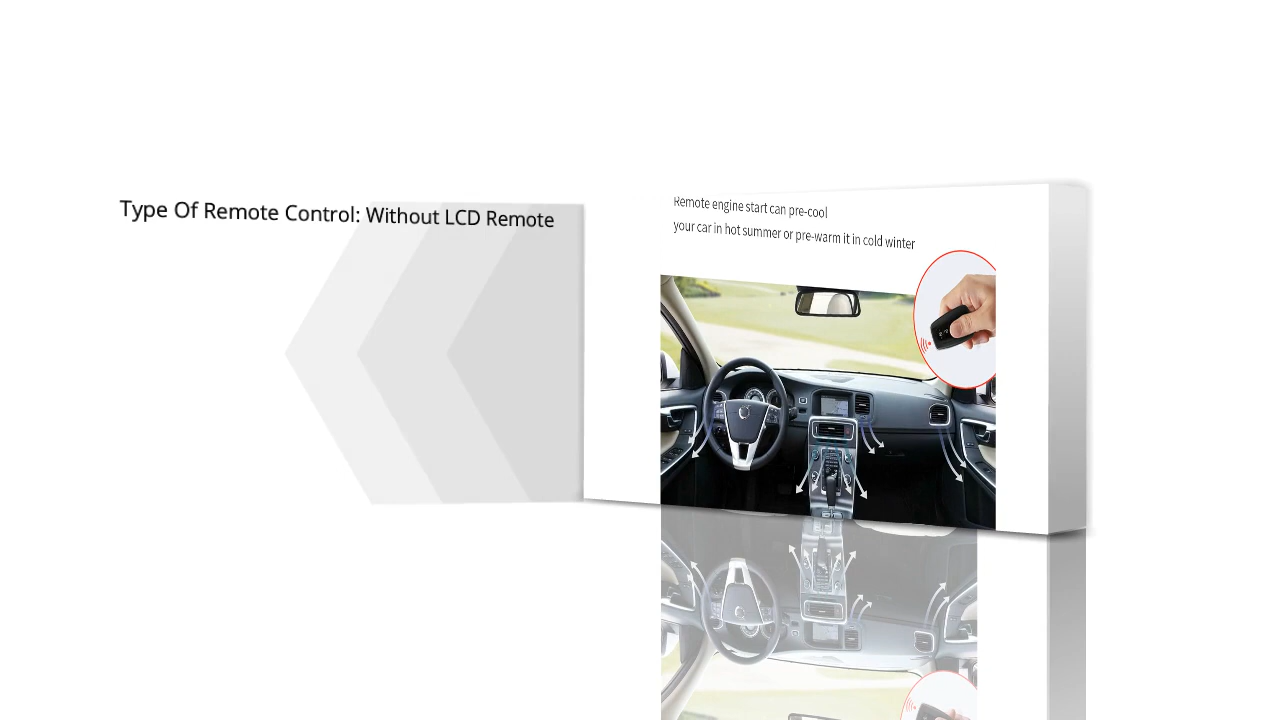 Type Of Remote Control: Without LCD Remote
Remote engine start can pre-cool
your car in hot summer or pre-warm it in cold winter